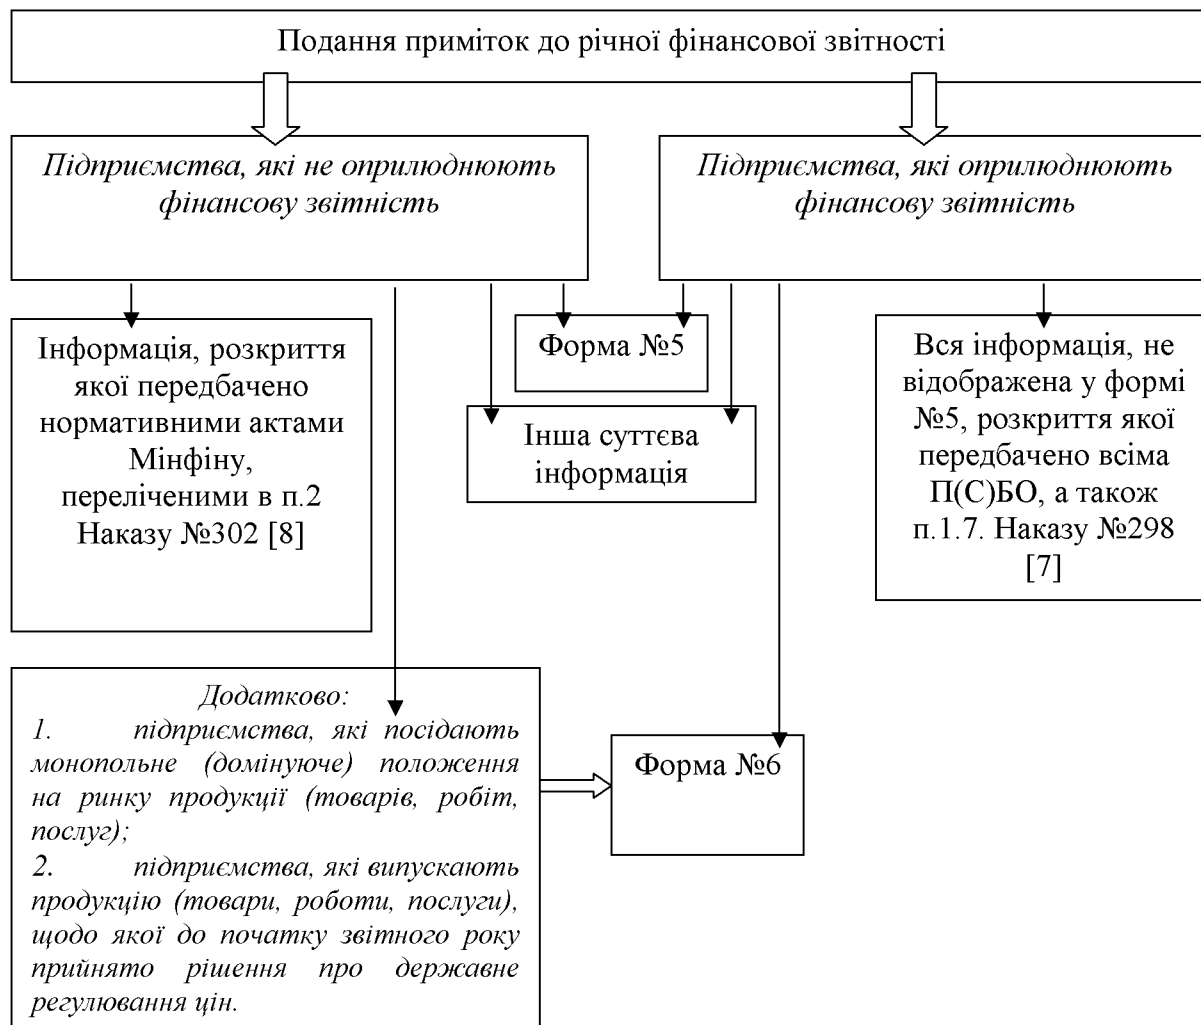 Подання приміток до річної фінансової звітності
Підприємства, які не оприлюднюють
фінансову звітність
Підприємства, які оприлюднюють
фінансову звітність
Інформація, розкриття
якої передбачено
нормативними актами
Мінфіну,
переліченими в п.2
Наказу №302 [8]
Форма №5
Інша суттєва
інформація
Вся інформація, не
відображена у формі
№5, розкриття якої
передбачено всіма
П(С)БО, а також
п.1.7. Наказу №298
[7]
Додатково:
1. підприємства, які посідають
монопольне (домінуюче) положення
на ринку продукції (товарів, робіт,
послуг);
2. підприємства, які випускають
продукцію (товари, роботи, послуги),
щодо якої до початку звітного року
прийнято рішення про державне
регулювання цін.
Форма №6